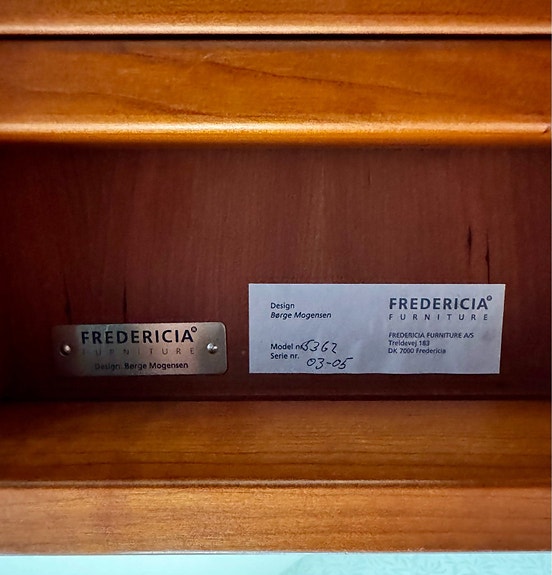 FREDERICIA®
FURNITURE
Design: Børge Mogensen
Design
Børge Mogensen
Model nr. 5362
Serie nr. 03-05
FREDERICIA®
FURNITURE
FREDERICIA FURNITURE A/S
Treldevej 183
DK 7000 Fredericia